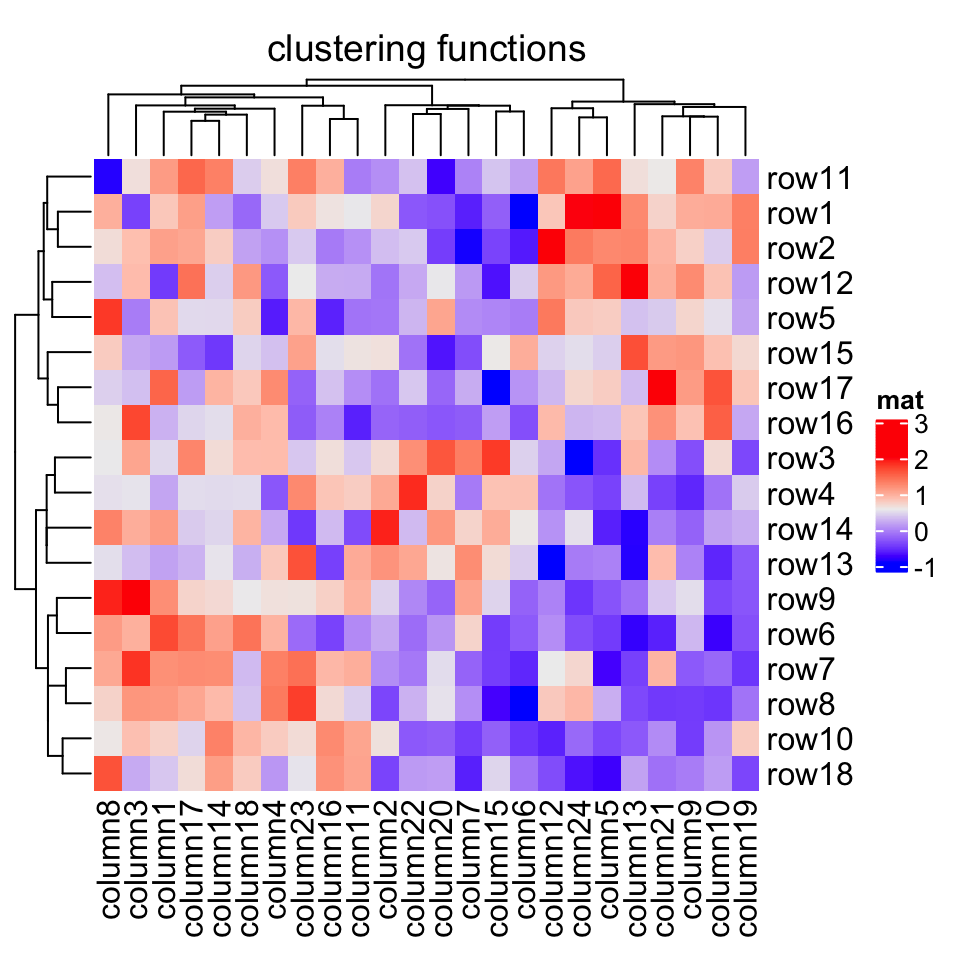 clustering functions
row11
row1
row2
row12
row5
row15
row17
row16
row3
row4
row14
row13
row9
row6
row7
row8
row10
row18
mat
3
2
1
0
-1
column8
column3
column1
column17
column14
column18
column4
column23
column16
column11
column2
column22
column20
column7
column15
column6
column12
column24
column5
column13
column21
column9
column10
column19